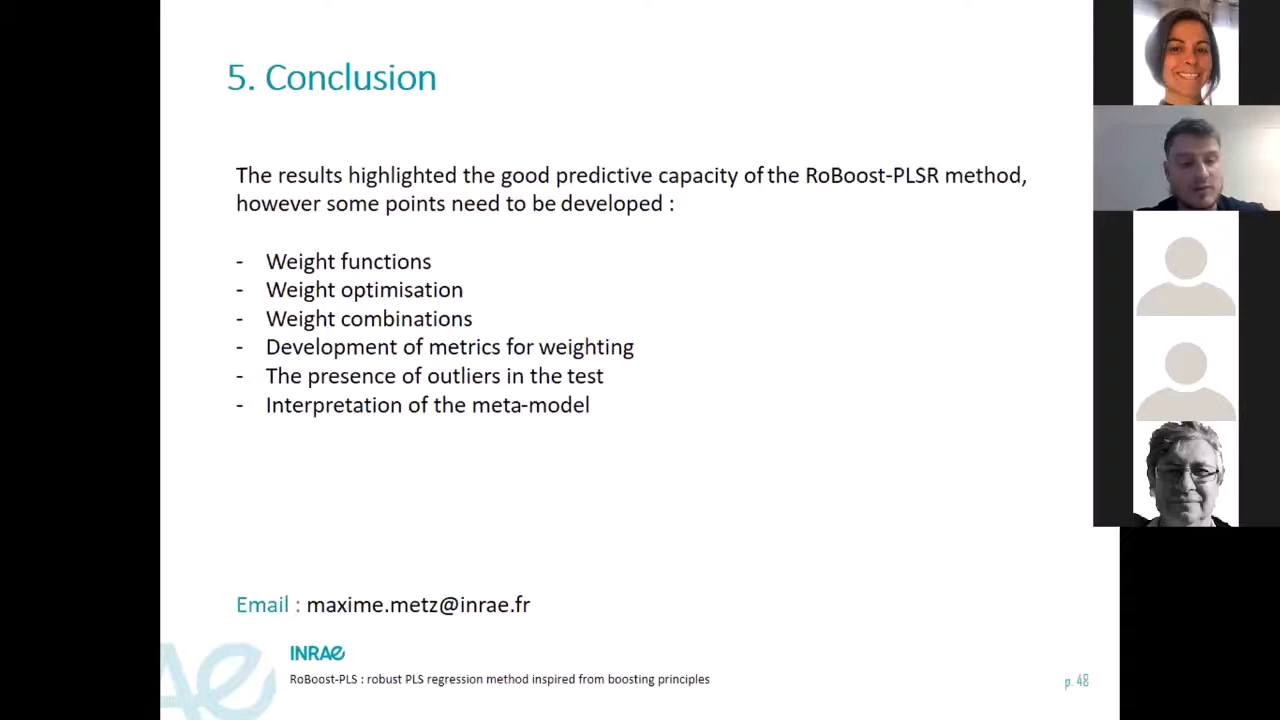 5. Conclusion
The results highlighted the good predictive capacity of the RoBoost-PLSR method,
however some points need to be developed :
- Weight functions
- Weight optimisation
- Weight combinations
- Development of metrics for weighting
- The presence of outliers in the test
- Interpretation of the meta-model
Email : maxime.metz@inrae.fr
INRAE
RoBoost-PLS : robust PLS regression method inspired from boosting principles
p. 48